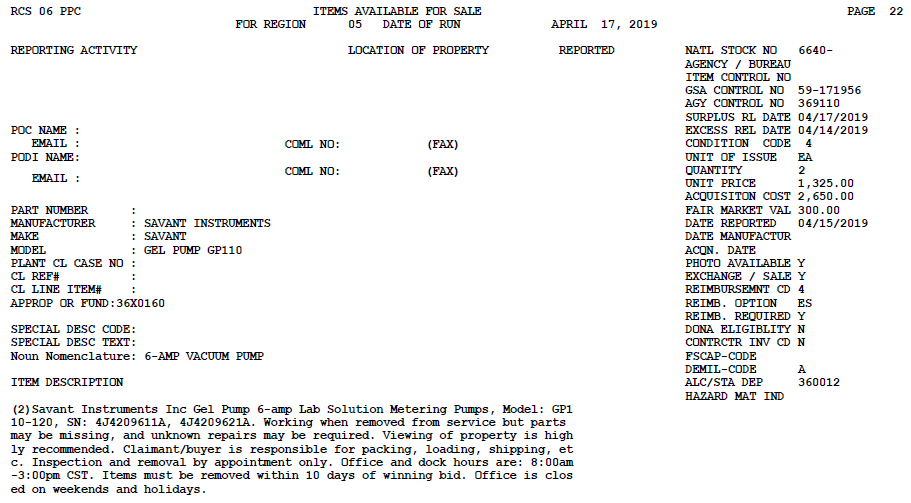 RCS 06 PPC ITEMS AVAILABLE FOR SALE PAGE 22
FOR REGION 05 DATE OF RUN APRIL 17, 2019
REPORTING ACTIVITY LOCATION OF PROPERTY REPORTED NATL STOCK NO 6640-
AGENCY / BUREAU
ITEM CONTROL NO
GSA CONTROL NO 59-171956
AGY CONTROL NO 369110
SURPLUS RL DATE 04/17/2019
POC NAME : EXCESS REL DATE 04/14/2019
EMAIL : COML NO: (FAX) CONDITION CODE 4
PODI NAME: UNIT OF ISSUE EA
EMAIL : COML NO: (FAX) QUANTITY 2
UNIT PRICE 1,325.00
ACQUISITON COST 2,650.00
PART NUMBER : FAIR MARKET VAL 300.00
MANUFACTURER : SAVANT INSTRUMENTS DATE REPORTED 04/15/2019
MAKE : SAVANT DATE MANUFACTUR
MODEL : GEL PUMP GP110 ACQN. DATE
PLANT CL CASE NO : PHOTO AVAILABLE Y
CL REF# : EXCHANGE / SALE Y
CL LINE ITEM# : REIMBURSEMNT CD 4
APPROP OR FUND:36X0160 REIMB. OPTION ES
REIMB. REQUIRED Y
SPECIAL DESC CODE: DONA ELIGIBLITY N
SPECIAL DESC TEXT: CONTRCTR INV CD N
Noun Nomenclature: 6-AMP VACUUM PUMP FSCAP-CODE
DEMIL-CODE A
ITEM DESCRIPTION ALC/STA DEP 360012
HAZARD MAT IND
(2)Savant Instruments Inc Gel Pump 6-amp Lab Solution Metering Pumps, Model: GP1
10-120, SN: 4J4209611A, 4J4209621A. Working when removed from service but parts
may be missing, and unknown repairs may be required. Viewing of property is high
ly recommended. Claimant/buyer is responsible for packing, loading, shipping, et
c. Inspection and removal by appointment only. Office and dock hours are: 8:00am
-3:00pm CST. Items must be removed within 10 days of winning bid. Office is clos
ed on weekends and holidays.